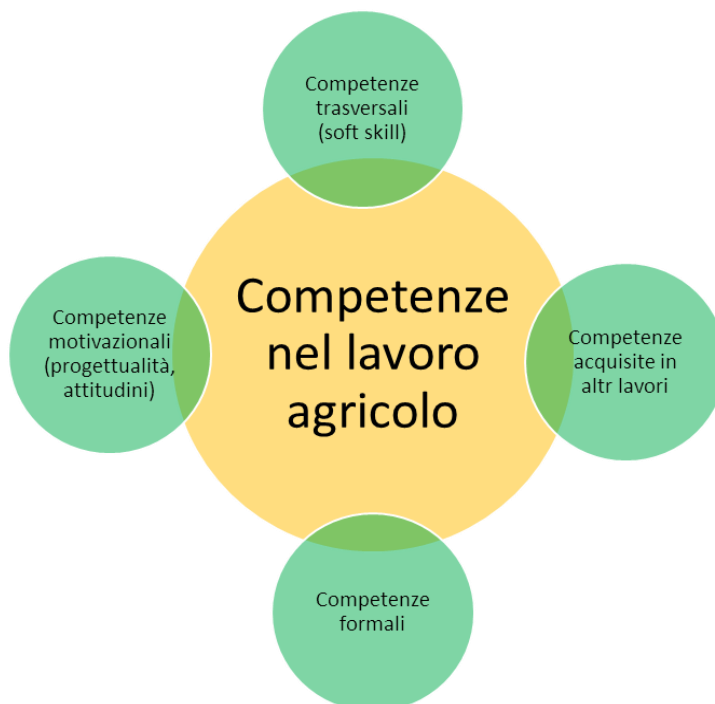 Competenze
trasversali
(soft skill)
Competenze
motivazionali
(progettualità,
attitudini)
Competenze
nel lavoro
agricolo
Competenze
acquisite in
altr lavori
Competenze
formali